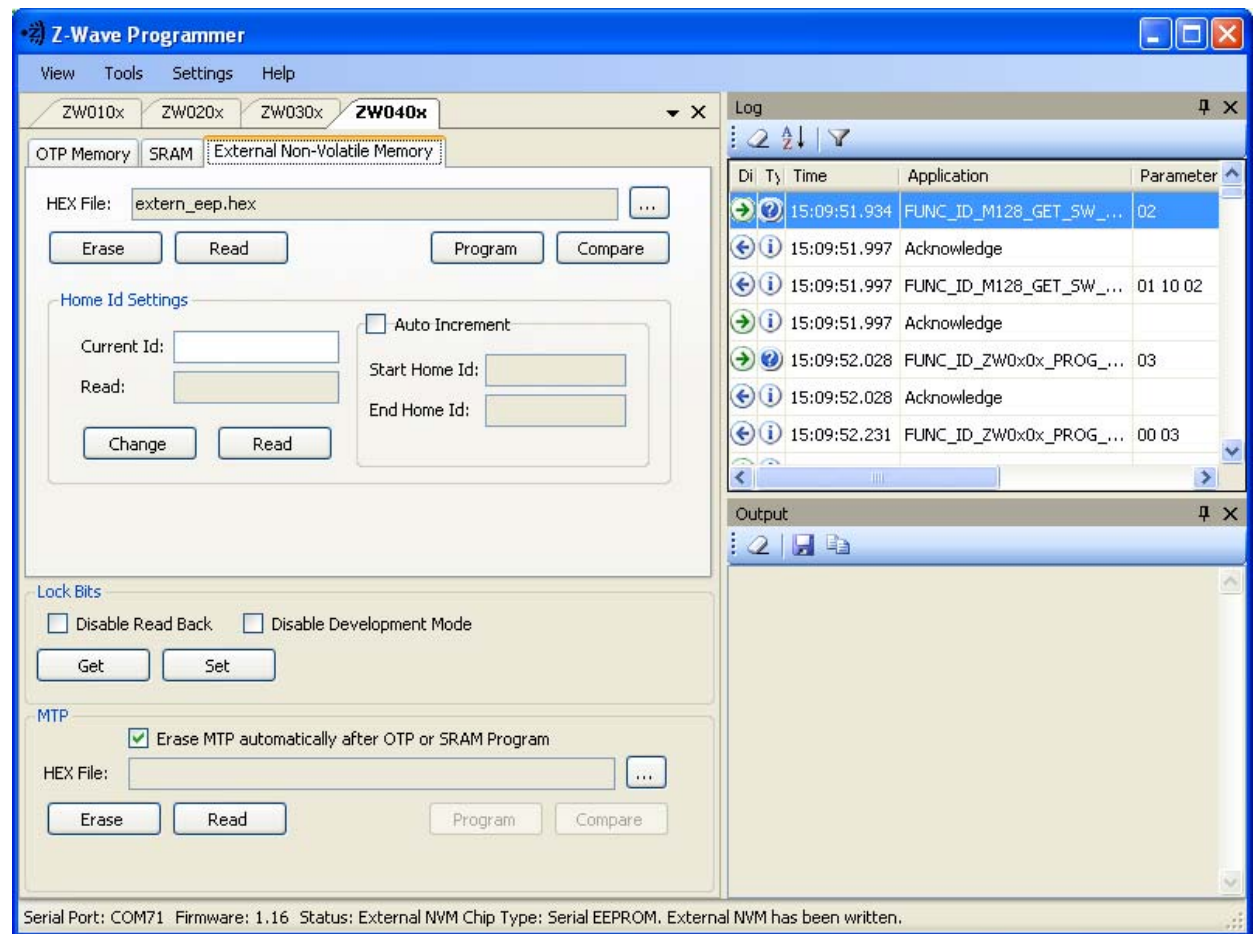 Z-Wave Programmer
View Tools Settings Help
ZW010x ZW020x ZW030x ZW040x
OTP Memory SRAM External Non-Volatile Memory
HEX File: extern_eep.hex ...
Erase Read Program Compare
Home Id Settings
Auto Increment
Current Id:
Start Home Id:
Read:
End Home Id:
Change Read
Lock Bits
Disable Read Back Disable Development Mode
Get Set
MTP
Erase MTP automatically after OTP or SRAM Program
HEX File: ...
Erase Read Program Compare
Log
Di Ty Time Application Parameter
15:09:51.934 FUNC_ID_M128_GET_SW_... 02
15:09:51.997 Acknowledge
15:09:51.997 FUNC_ID_M128_GET_SW_... 01 10 02
15:09:51.997 Acknowledge
15:09:52.028 FUNC_ID_ZW0x0x_PROG_... 03
15:09:52.028 Acknowledge
15:09:52.231 FUNC_ID_ZW0x0x_PROG_... 00 03
Output
Serial Port: COM71 Firmware: 1.16 Status: External NVM Chip Type: Serial EEPROM. External NVM has been written.